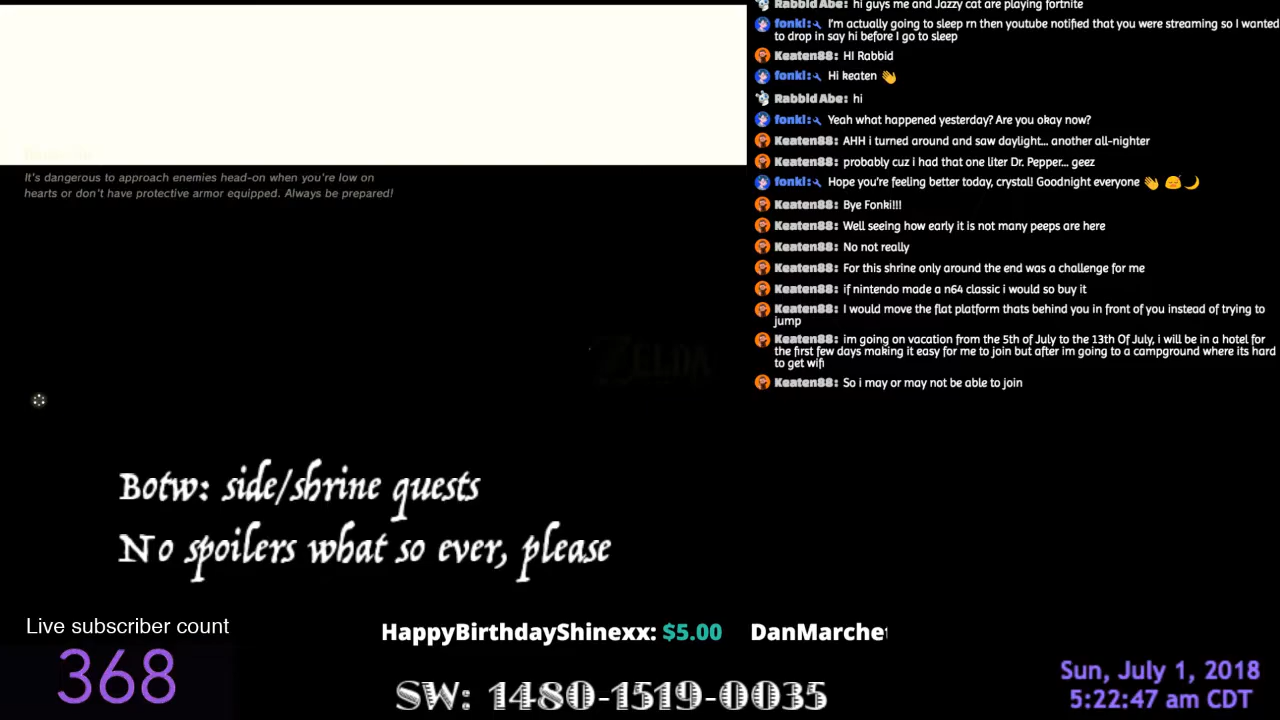 Rabbid Abe: hi guys me and Jazzy cat are playing fortnite
fonki: I'm actually going to sleep rn then youtube notified that you were streaming so I wanted
to drop in say hi before I go to sleep
Keaten88: HI Rabbid
fonki: Hi keaten 👋
Rabbid Abe: hi
fonki: Yeah what happened yesterday? Are you okay now?
Keaten88: AHH i turned around and saw daylight... another all-nighter
Keaten88: probably cuz i had that one liter Dr. Pepper... geez
fonki: Hope you're feeling better today, crystal! Goodnight everyone 👋 😴 🌙
Keaten88: Bye Fonki!!!
Keaten88: Well seeing how early it is not many peeps are here
Keaten88: No not really
Keaten88: For this shrine only around the end was a challenge for me
Keaten88: if nintendo made a n64 classic i would so buy it
Keaten88: I would move the flat platform thats behind you in front of you instead of trying to
jump
Keaten88: im going on vacation from the 5th of July to the 13th Of July, i will be in a hotel for
the first few days making it easy for me to join but after im going to a campground where its hard
to get wifi
Keaten88: So i may or may not be able to join
It's dangerous to approach enemies head-on when you're low on
hearts or don't have protective armor equipped. Always be prepared!
ZELDA
Botw: side/shrine quests
No spoilers what so ever, please
Live subscriber count
368
HappyBirthdayShinexx: $5.00 DanMarche
SW: 1480-1519-0035
Sun, July 1, 2018
5:22:47 am CDT